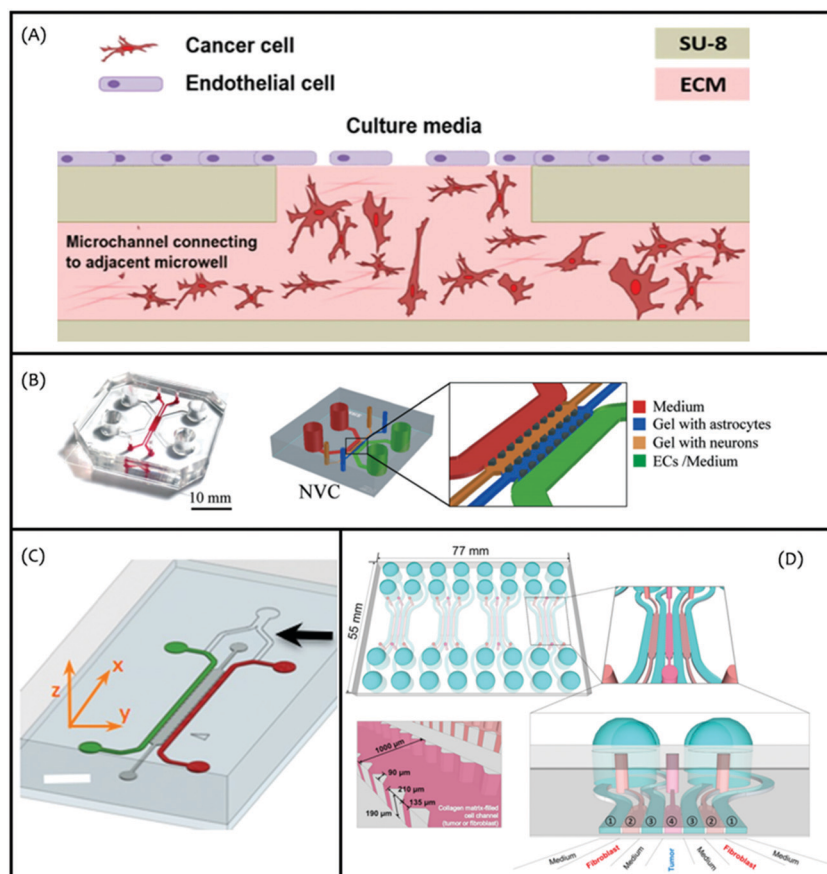 (A)
Cancer cell
Endothelial cell
SU-8
ECM
Culture media
Microchannel connecting
to adjacent microwell
(B)
10 mm
NVC
Medium
Gel with astrocytes
Gel with neurons
ECs /Medium
(C)
z
x
y
(D)
77 mm
55 mm
1000 µm
90 µm
210 µm
135 µm
190 µm
Collagen matrix-filled
cell channel
(tumor or fibroblast)
① ② ③ ④ ③ ② ①
Medium
Fibroblast
Medium
Tumor
Medium
Fibroblast
Medium